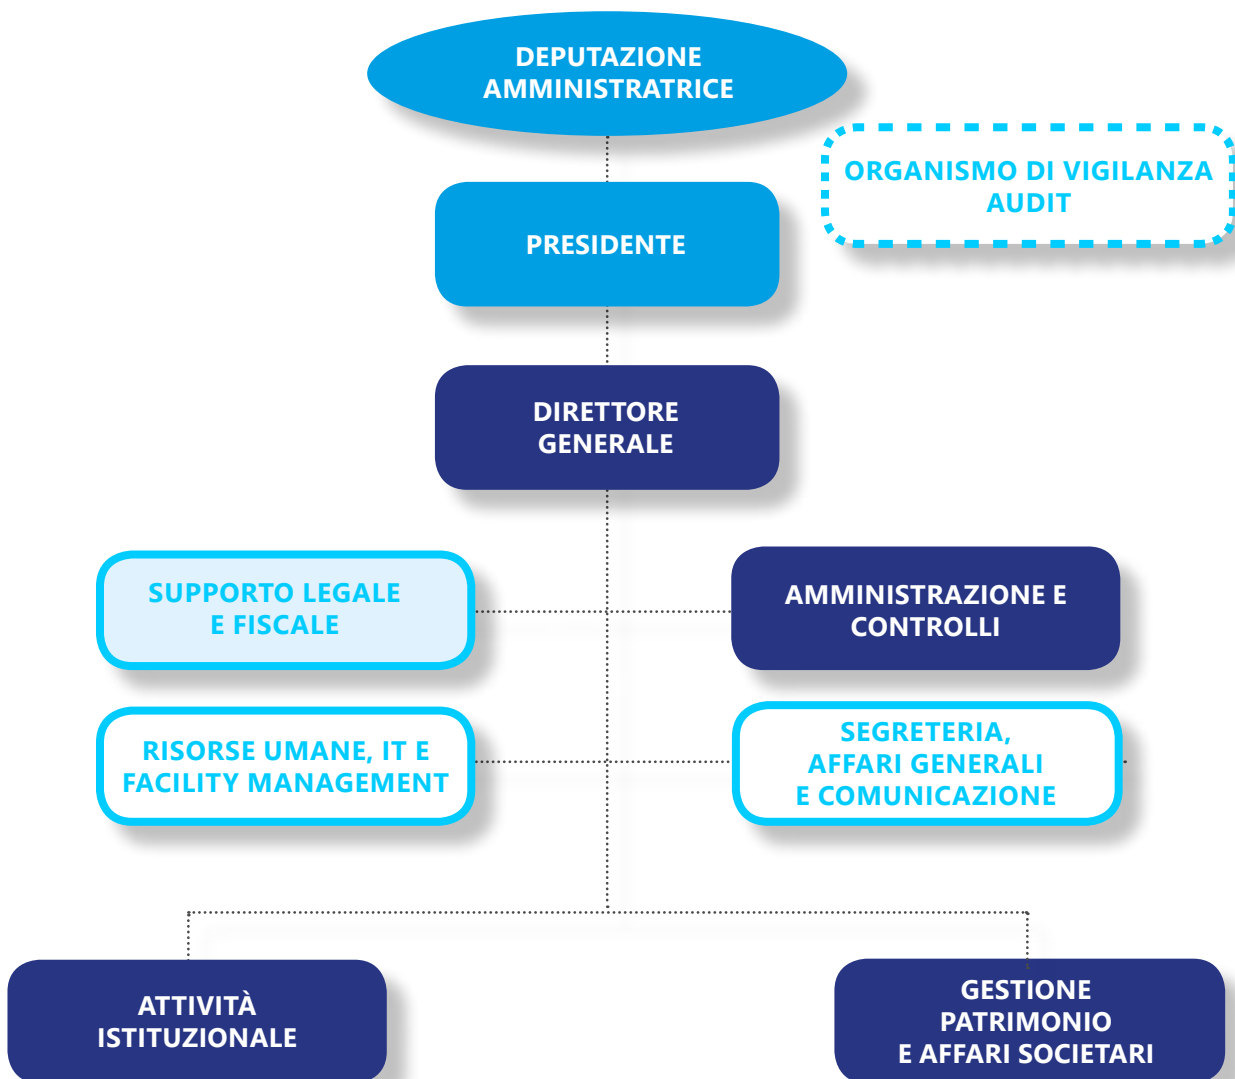 DEPUTAZIONE
AMMINISTRATRICE
ORGANISMO DI VIGILANZA
AUDIT
PRESIDENTE
DIRETTORE
GENERALE
SUPPORTO LEGALE
E FISCALE
AMMINISTRAZIONE E
CONTROLLI
RISORSE UMANE, IT E
FACILITY MANAGEMENT
SEGRETERIA,
AFFARI GENERALI
E COMUNICAZIONE
ATTIVITÀ
ISTITUZIONALE
GESTIONE
PATRIMONIO
E AFFARI SOCIETARI